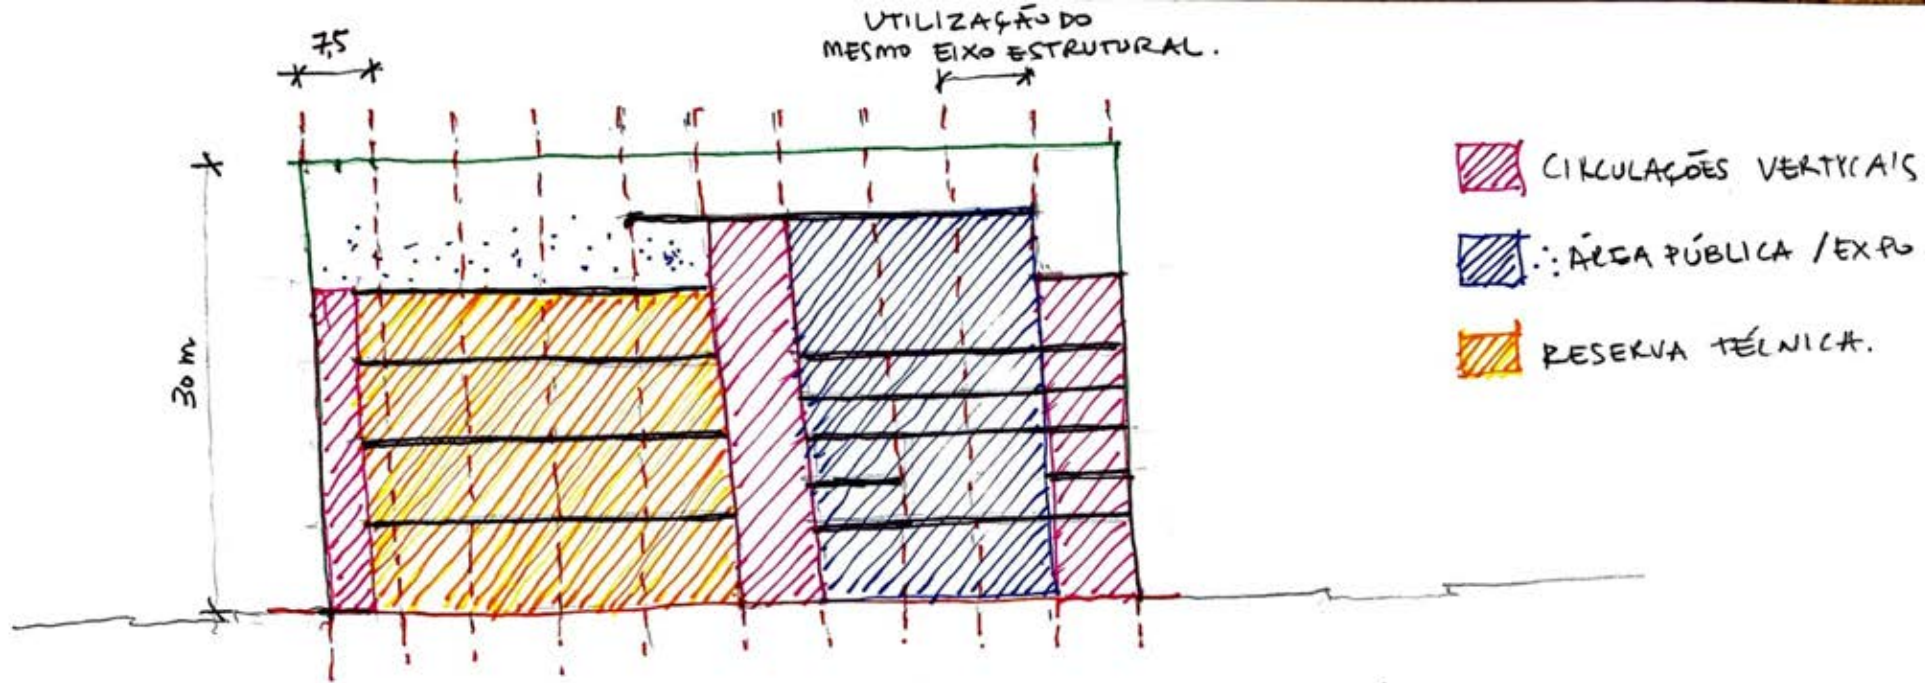 7,5
UTILIZAÇÃO DO
MESMO EIXO ESTRUTURAL.
30 m
CIRCULAÇÕES VERTICAIS
ÁREA PÚBLICA / EXPO
RESERVA TÉCNICA.